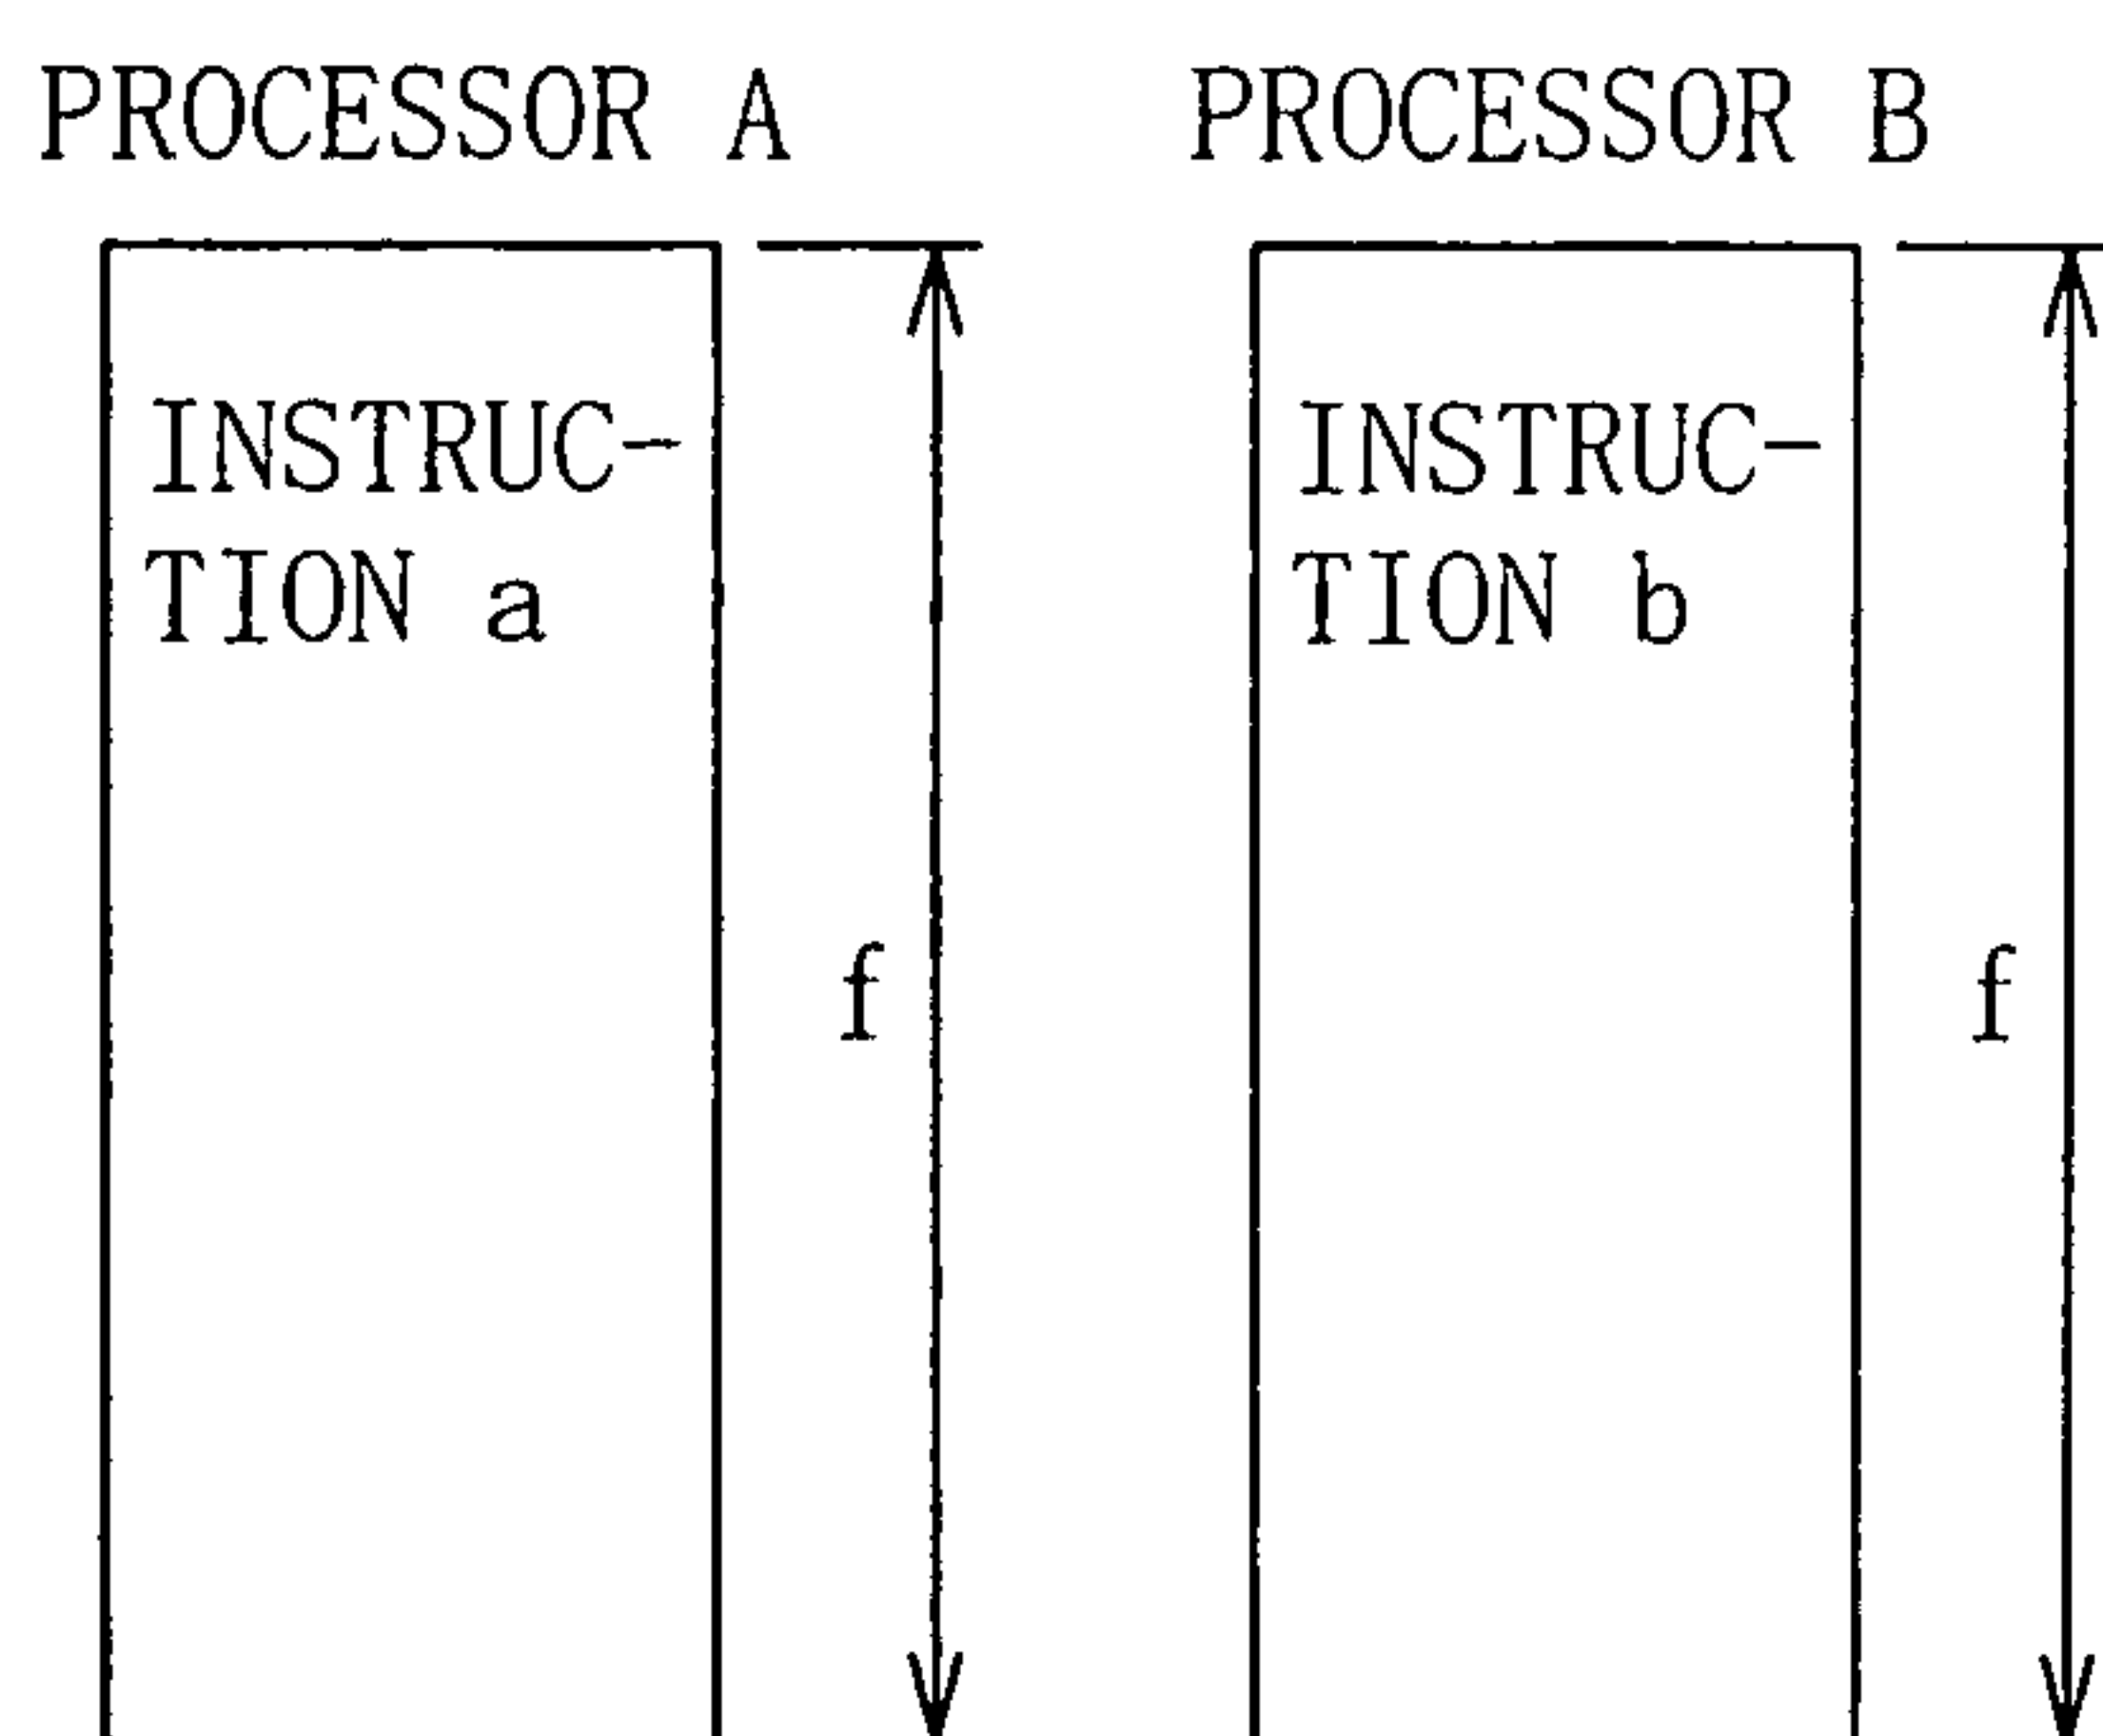 PROCESSOR A
INSTRUC-
TION a
f
PROCESSOR B
INSTRUC-
TION b
f